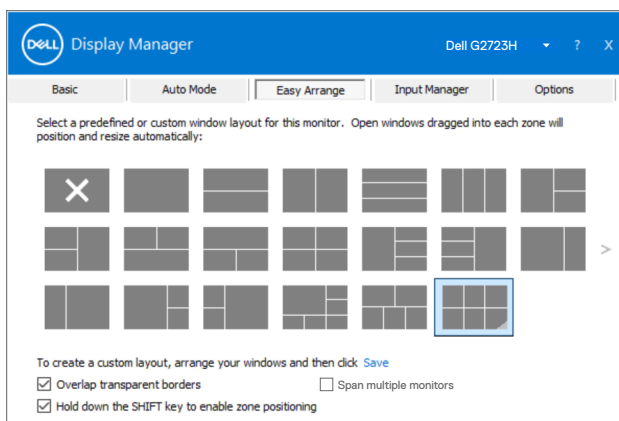 DELL Display Manager Dell G2723H ? X
Basic Auto Mode Easy Arrange Input Manager Options
Select a predefined or custom window layout for this monitor. Open windows dragged into each zone will
position and resize automatically:
To create a custom layout, arrange your windows and then click Save
Overlap transparent borders Span multiple monitors
Hold down the SHIFT key to enable zone positioning